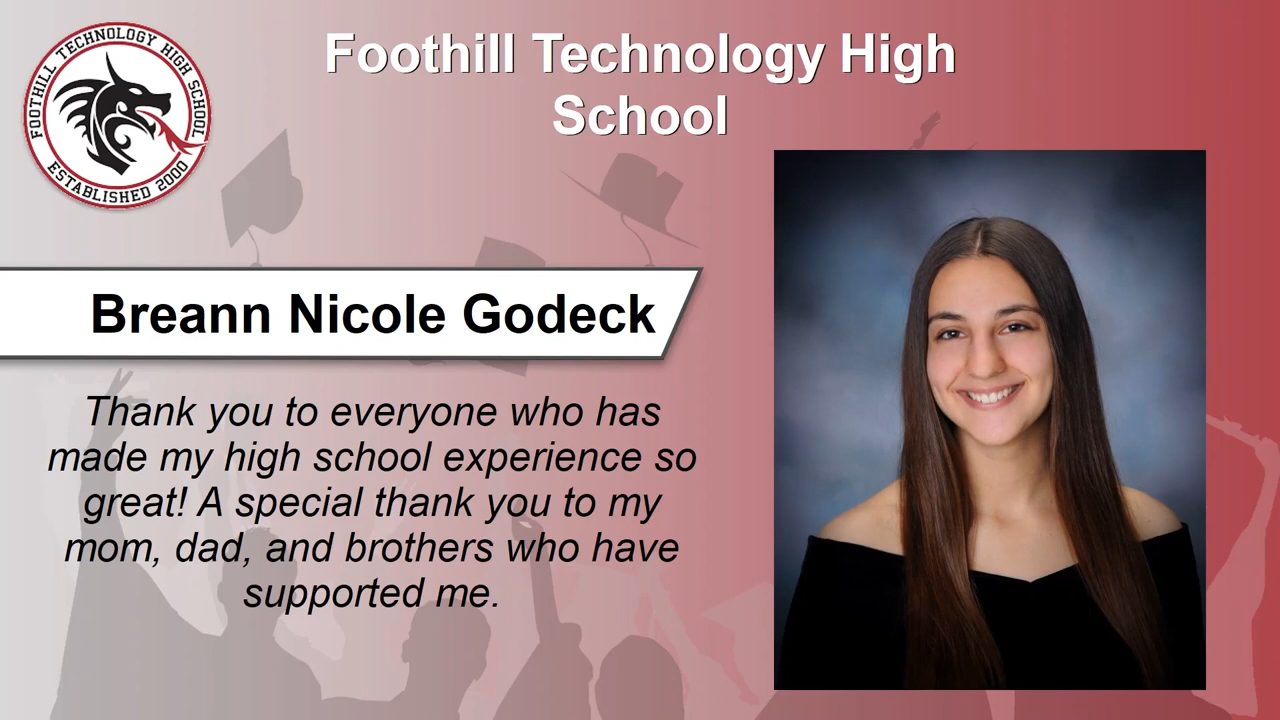 FOOTHILL TECHNOLOGY HIGH SCHOOL
ESTABLISHED 2000
Foothill Technology High
School
Breann Nicole Godeck
Thank you to everyone who has
made my high school experience so
great! A special thank you to my
mom, dad, and brothers who have
supported me.